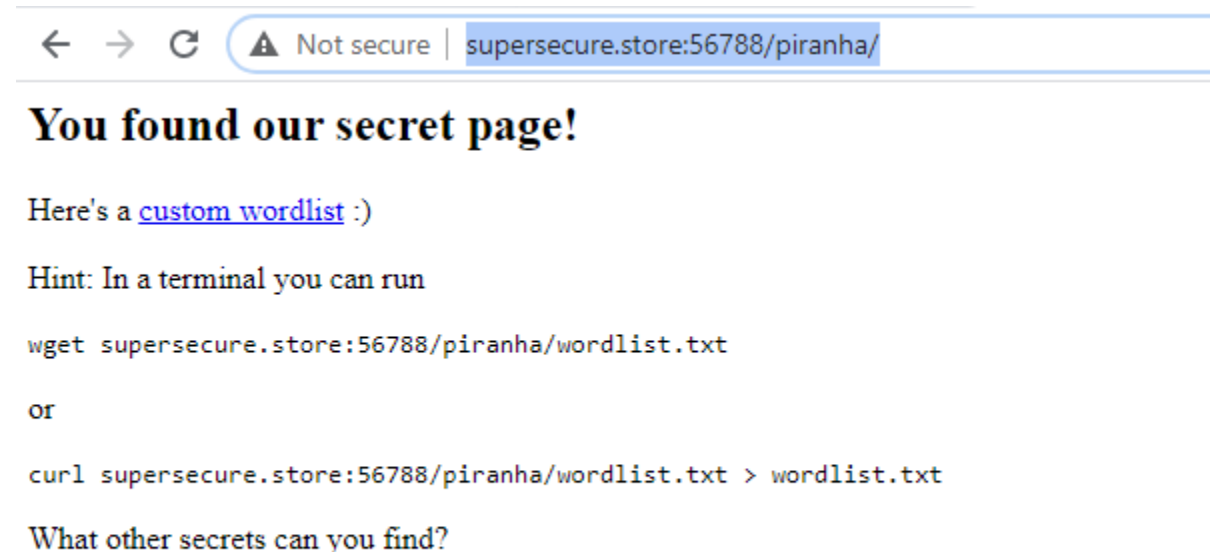 Not secure | supersecure.store:56788/piranha/
You found our secret page!
Here's a custom wordlist :)
Hint: In a terminal you can run
wget supersecure.store:56788/piranha/wordlist.txt
or
curl supersecure.store:56788/piranha/wordlist.txt > wordlist.txt
What other secrets can you find?